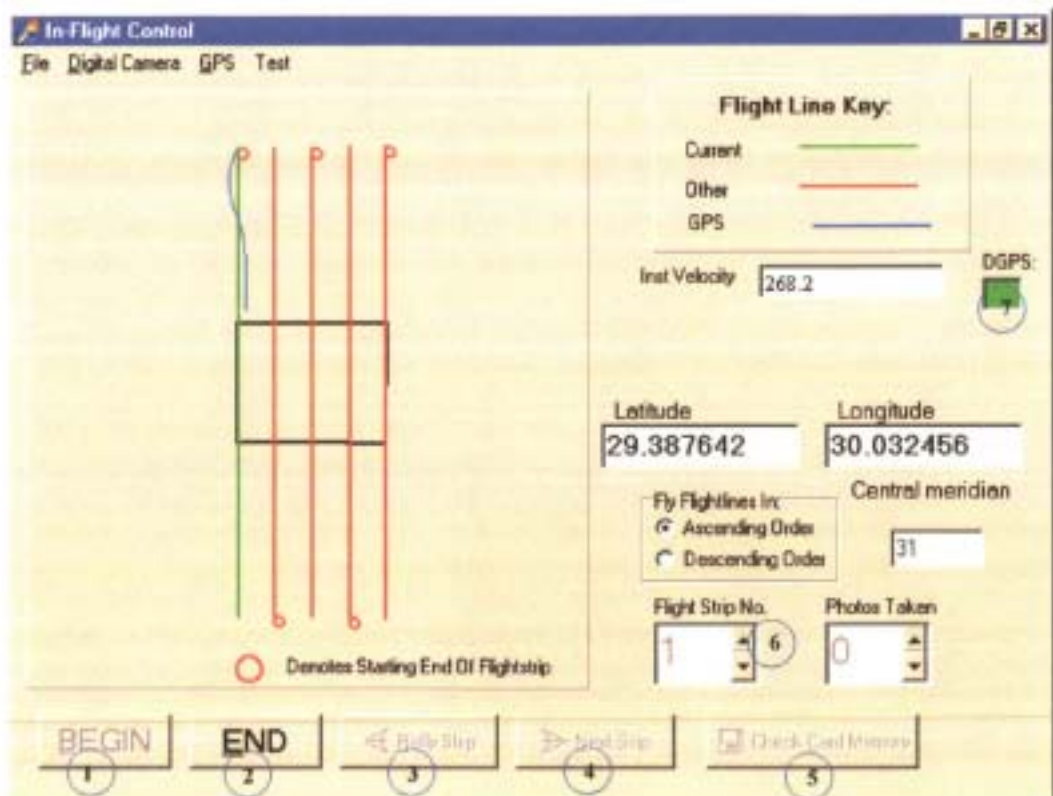 In-Flight Control
File Digital Camera GPS Test
Flight Line Key:
Current
Other
GPS
Inst Velocity 268.2
DGPS:
7
Latitude Longitude
29.387642 30.032456
Fly Flightlines In:
Ascending Order
Descending Order
Central meridian
31
Flight Strip No. Photos Taken
1 6 0
Denotes Starting End Of Flightstrip
BEGIN END Strip Next Strip Check Card Memory
1 2 3 4 5